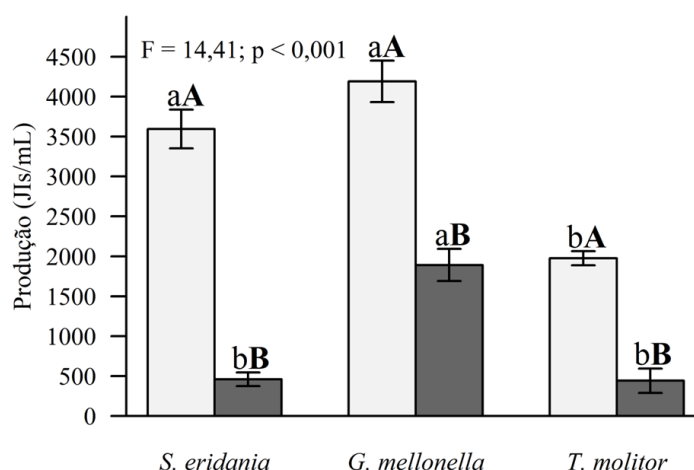 F = 14,41; p < 0,001
Produção (JIs/mL)
4500
4000
3500
3000
2500
2000
1500
1000
500
0
aA
bB
aA
aB
bA
bB
S. eridania
G. mellonella
T. molitor